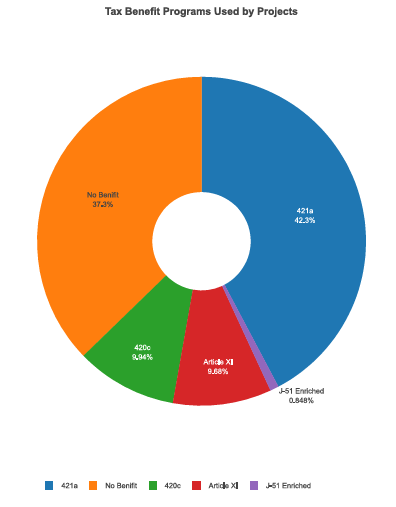 Tax Benefit Programs Used by Projects
No Benifit
37.3%
421a
42.3%
420c
9.94%
Article XI
9.68%
J-51 Enriched
0.848%
421a No Benifit 420c Article XI J-51 Enriched